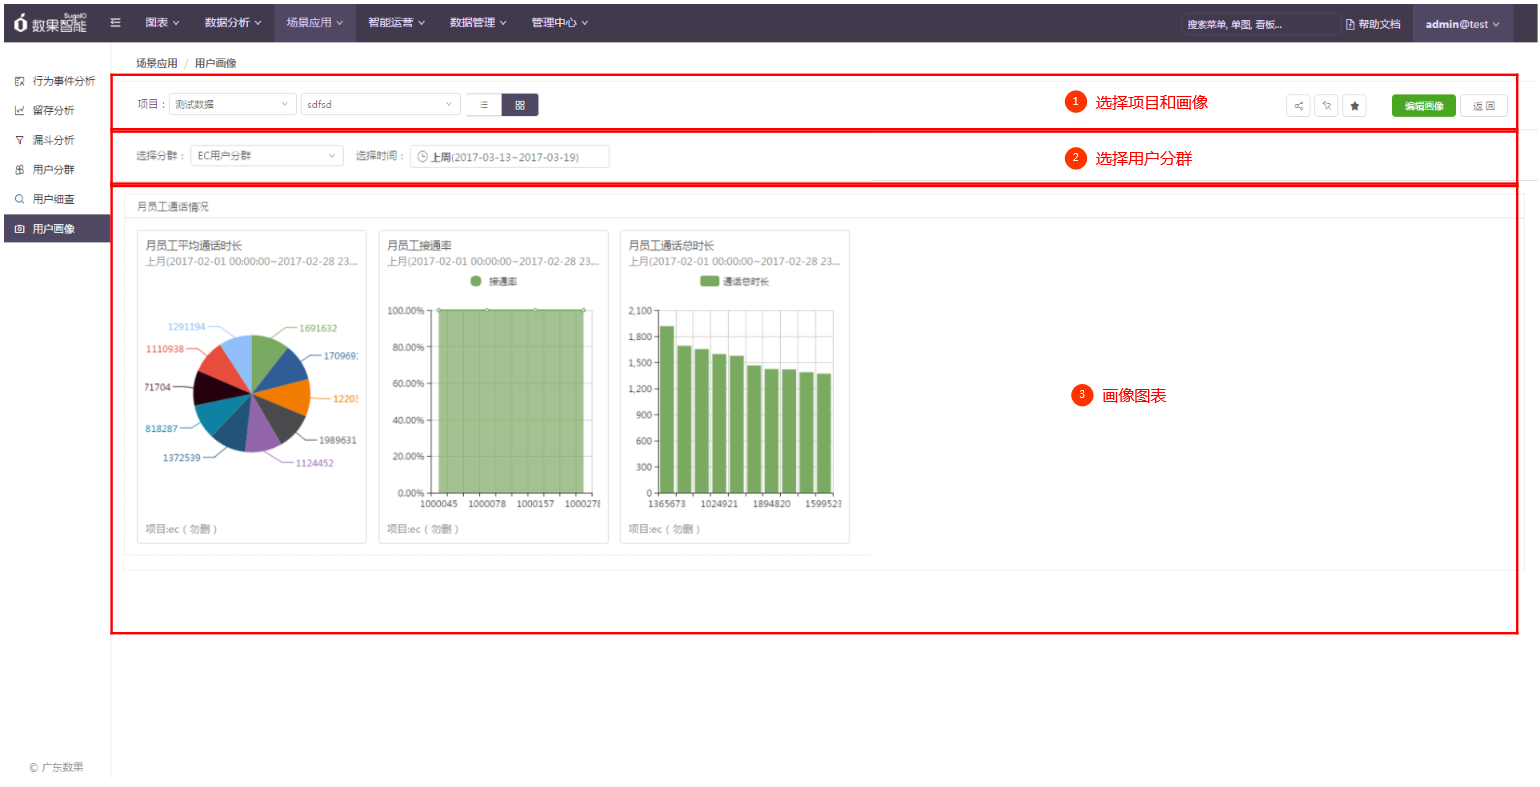 SugoIO
数果智能
图表
数据分析
场景应用
智能运营
数据管理
管理中心
搜索菜单, 单图, 看板...
帮助文档
admin@test
行为事件分析
留存分析
漏斗分析
用户分群
用户细查
用户画像
© 广东数果
场景应用 / 用户画像
项目 :
测试数据
sdfsd
1 选择项目和画像
编辑画像
返 回
选择分群 :
EC用户分群
选择时间 :
上周(2017-03-13~2017-03-19)
2 选择用户分群
月员工通话情况
月员工平均通话时长
上月(2017-02-01 00:00:00~2017-02-28 23...
1291194
1691632
1110938
170969
71704
12203
818287
1989631
1372539
1124452
项目:ec ( 勿删 )
月员工接通率
上月(2017-02-01 00:00:00~2017-02-28 23...
接通率
100.00%
80.00%
60.00%
40.00%
20.00%
0.00%
1000045 1000078 1000157 1000278
项目:ec ( 勿删 )
月员工通话总时长
上月(2017-02-01 00:00:00~2017-02-28 23...
通话总时长
2,100
1,800
1,500
1,200
900
600
300
0
1365673 1024921 1894820 1599523
项目:ec ( 勿删 )
3 画像图表